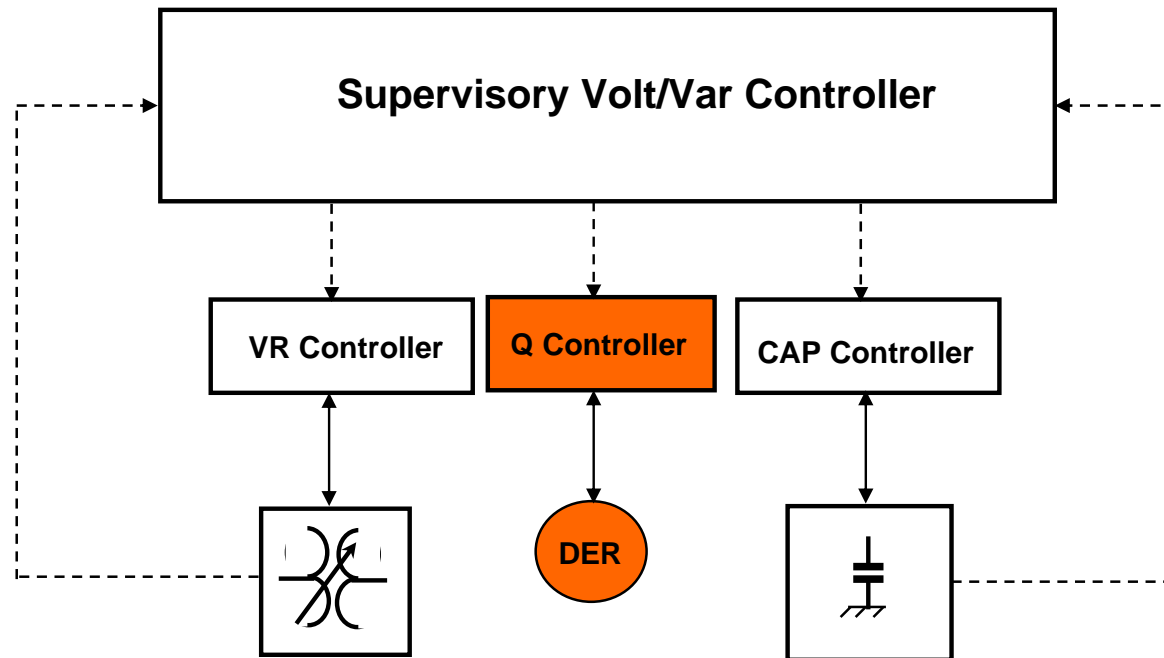 Supervisory Volt/Var Controller
VR Controller
Q Controller
CAP Controller
DER